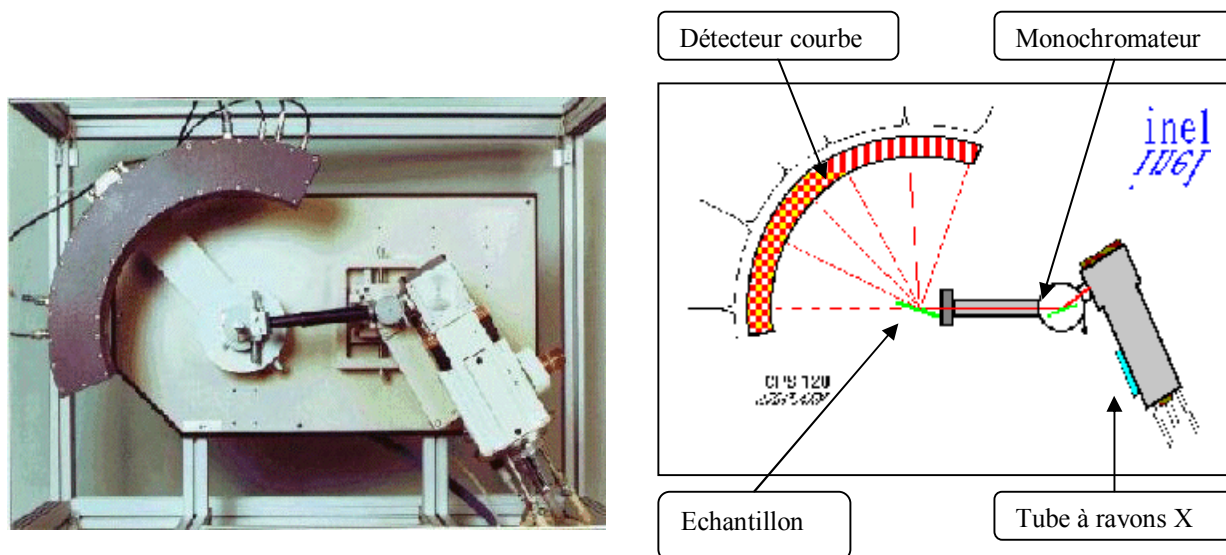 Détecteur courbe
Monochromateur
inel
CPS 120
Echantillon
Tube à rayons X